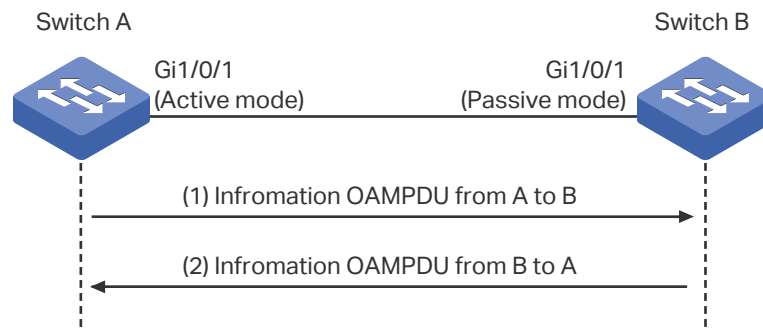 Switch A
Switch B
Gi1/0/1
(Active mode)
Gi1/0/1
(Passive mode)
(1) Infromation OAMPDU from A to B
(2) Infromation OAMPDU from B to A